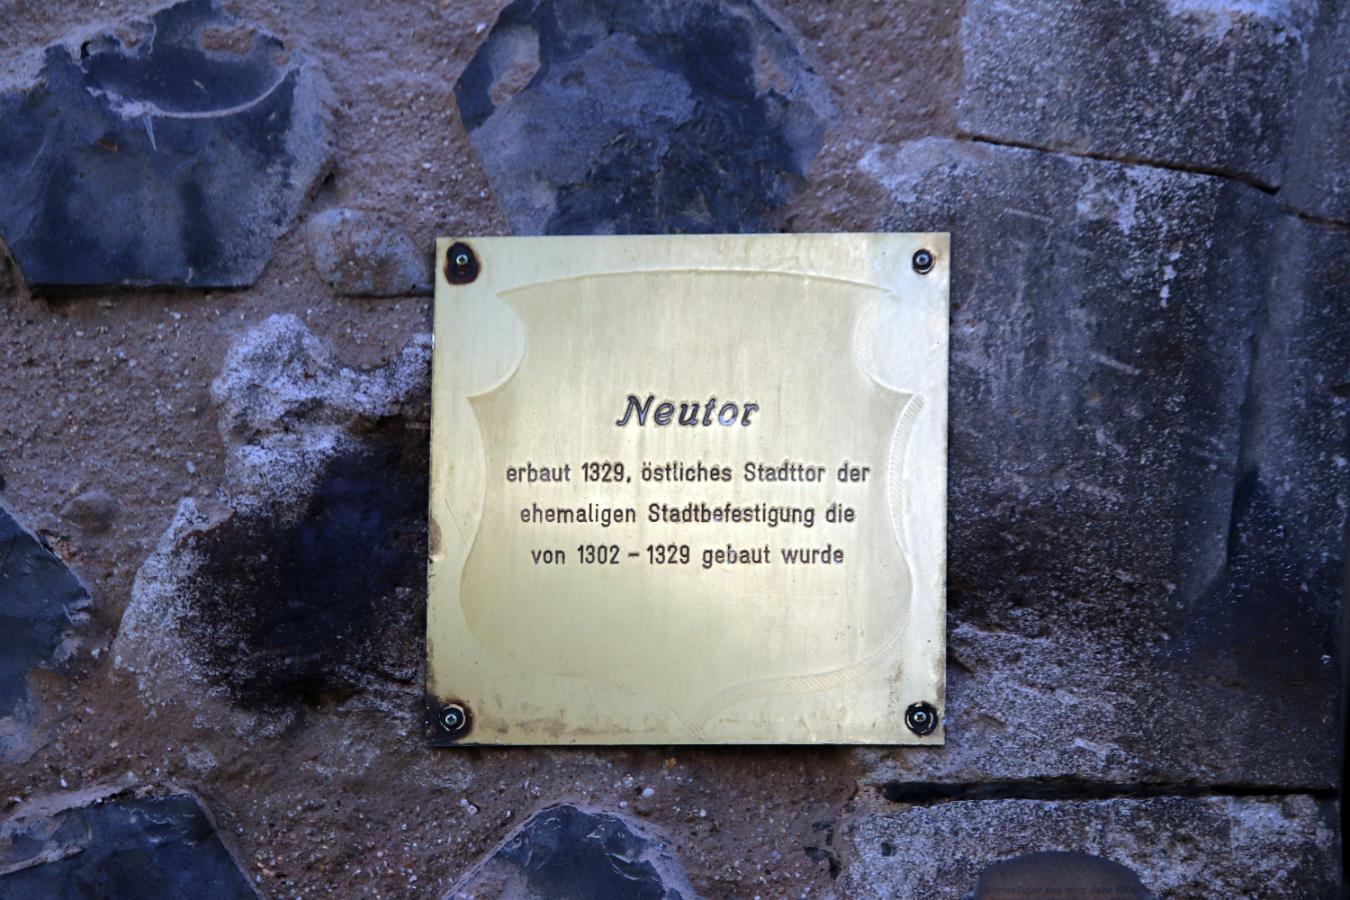 Neutor
erbaut 1329, östliches Stadttor der
ehemaligen Stadtbefestigung die
von 1302 – 1329 gebaut wurde